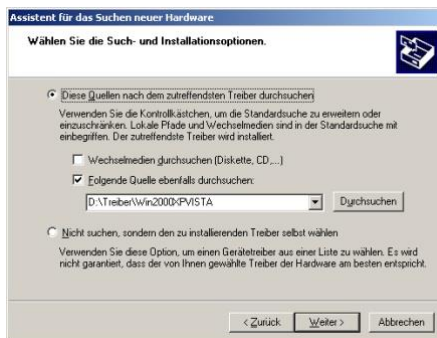 Assistent für das Suchen neuer Hardware
Wählen Sie die Such- und Installationsoptionen.
Diese Quellen nach dem zutreffendsten Treiber durchsuchen
Verwenden Sie die Kontrollkästchen, um die Standardsuche zu erweitern oder
einzuschränken. Lokale Pfade und Wechselmedien sind in der Standardsuche mit
einbegriffen. Der zutreffendste Treiber wird installiert.
Wechselmedien durchsuchen (Diskette, CD,...)
Folgende Quelle ebenfalls durchsuchen:
D:\Treiber\Win2000XPVISTA
Durchsuchen
Nicht suchen, sondern den zu installierenden Treiber selbst wählen
Verwenden Sie diese Option, um einen Gerätetreiber aus einer Liste zu wählen. Es wird
nicht garantiert, dass der von Ihnen gewählte Treiber der Hardware am besten entspricht.
< Zurück Weiter > Abbrechen